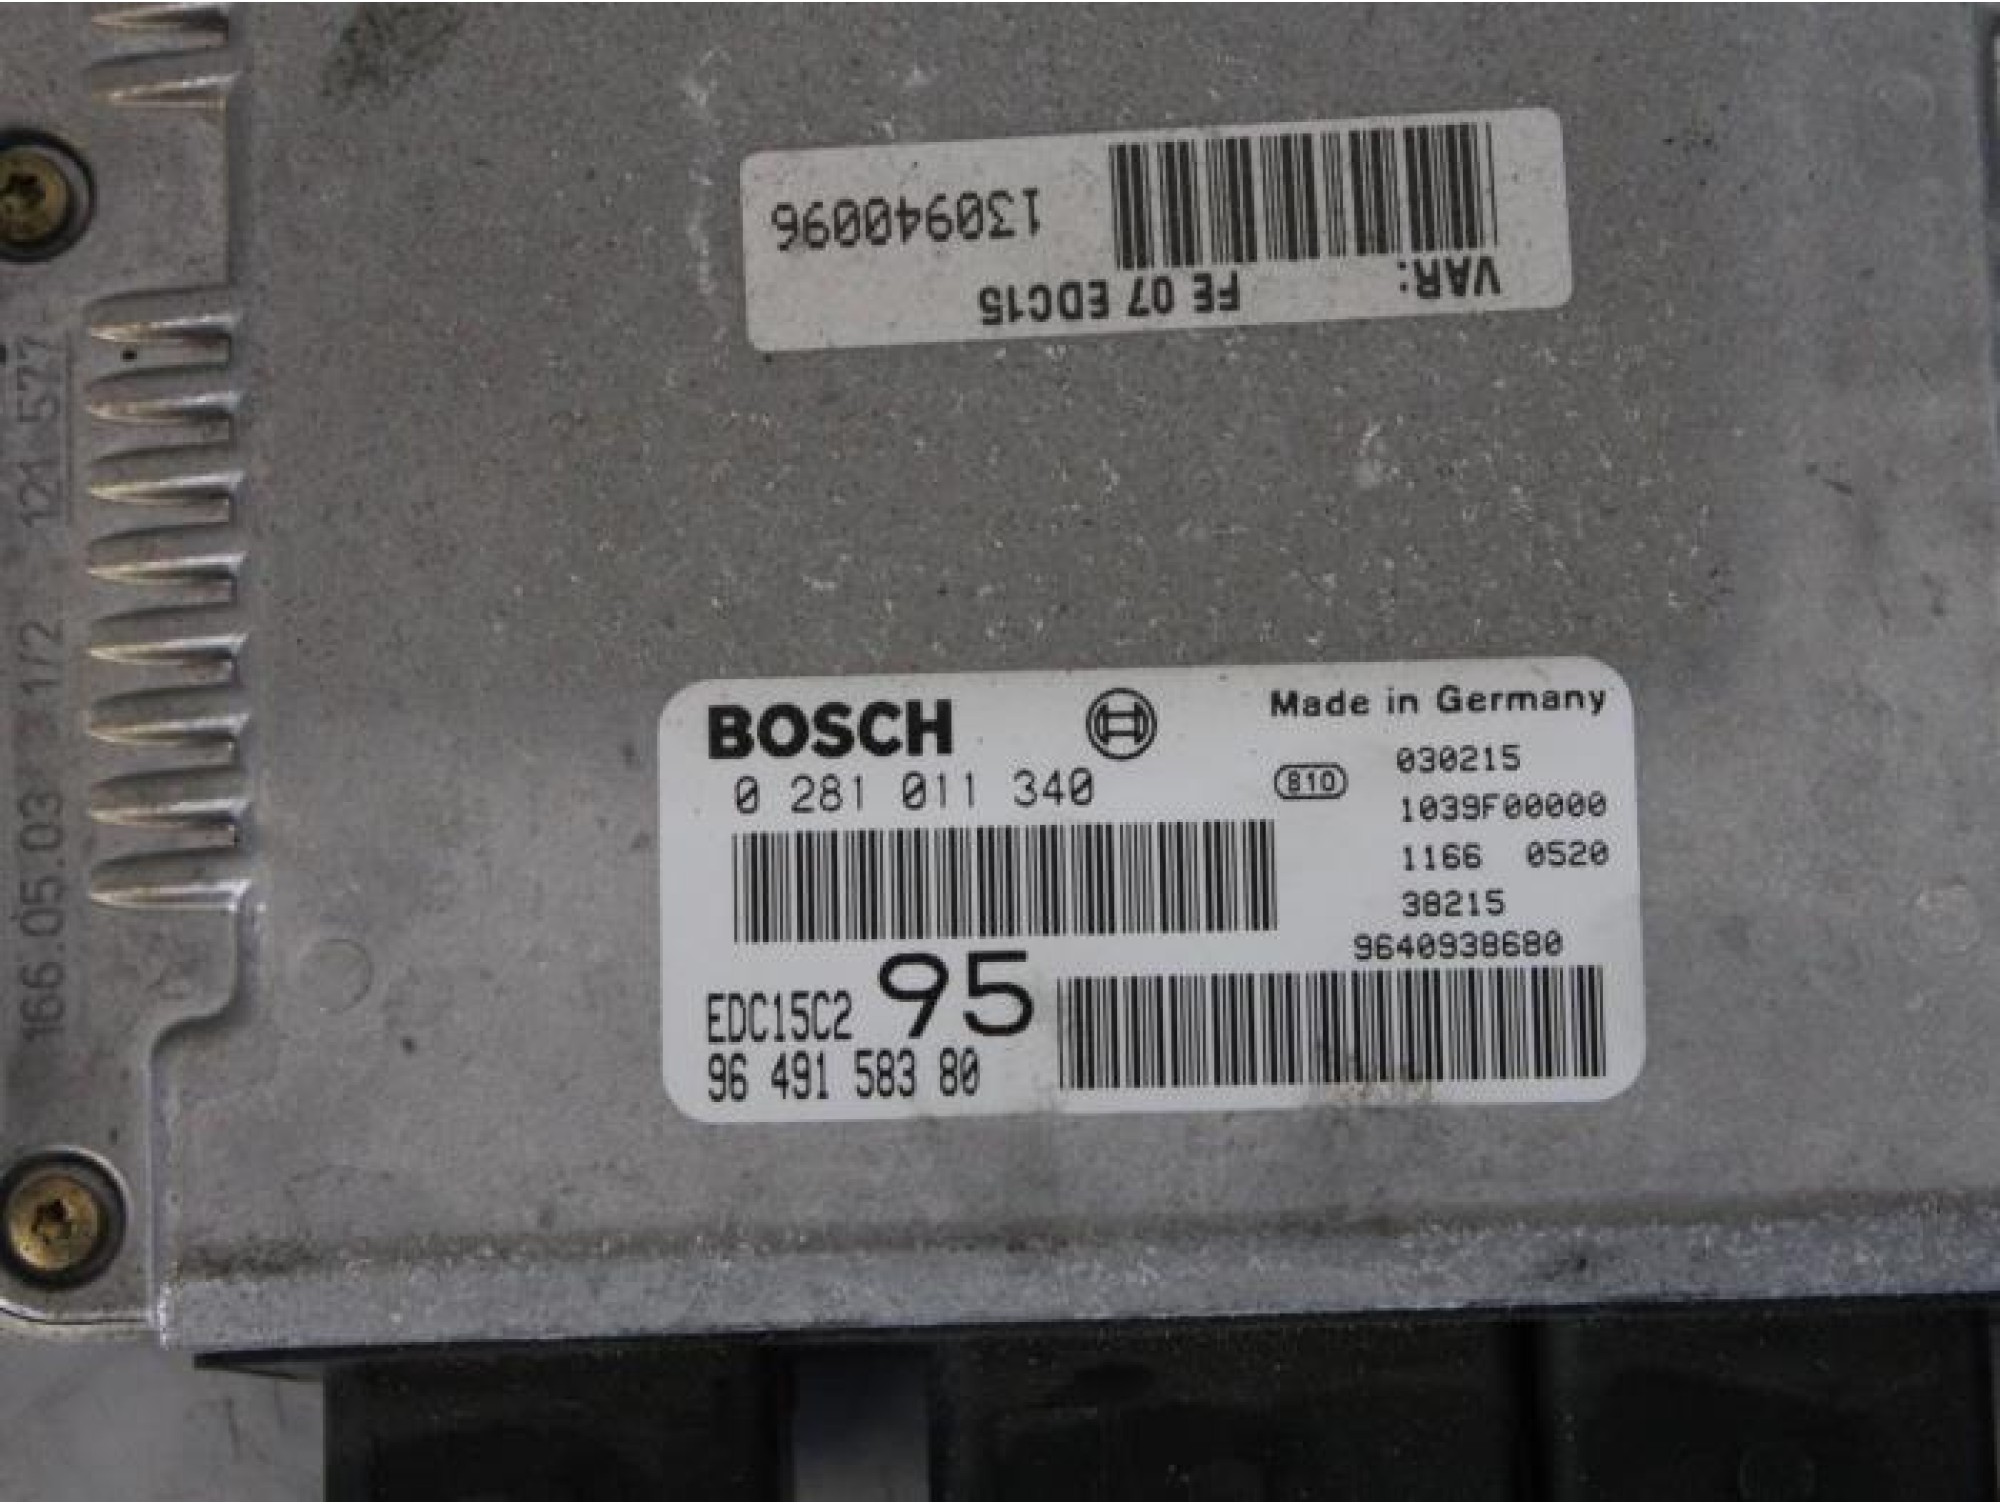 1309400096
VAR: FE 07 EDC15
121 577
166.05.03 1/2
BOSCH
Made in Germany
0 281 011 340
810
030215
1039F00000
1166 0520
38215
9640938680
EDC15C2 95
96 491 583 80